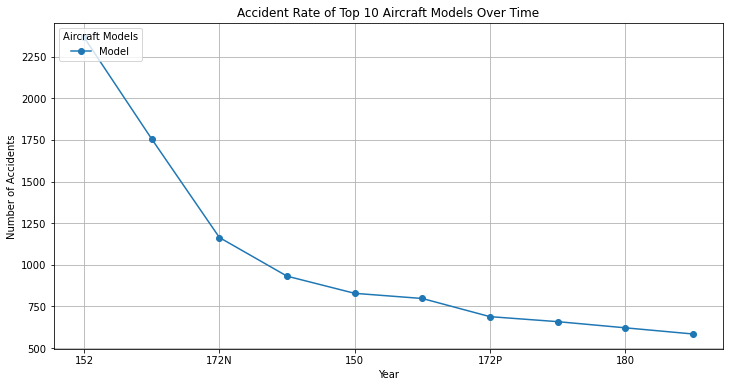 Accident Rate of Top 10 Aircraft Models Over Time
Aircraft Models
Model
Number of Accidents
2250
2000
1750
1500
1250
1000
750
500
152
172N
150
172P
180
Year